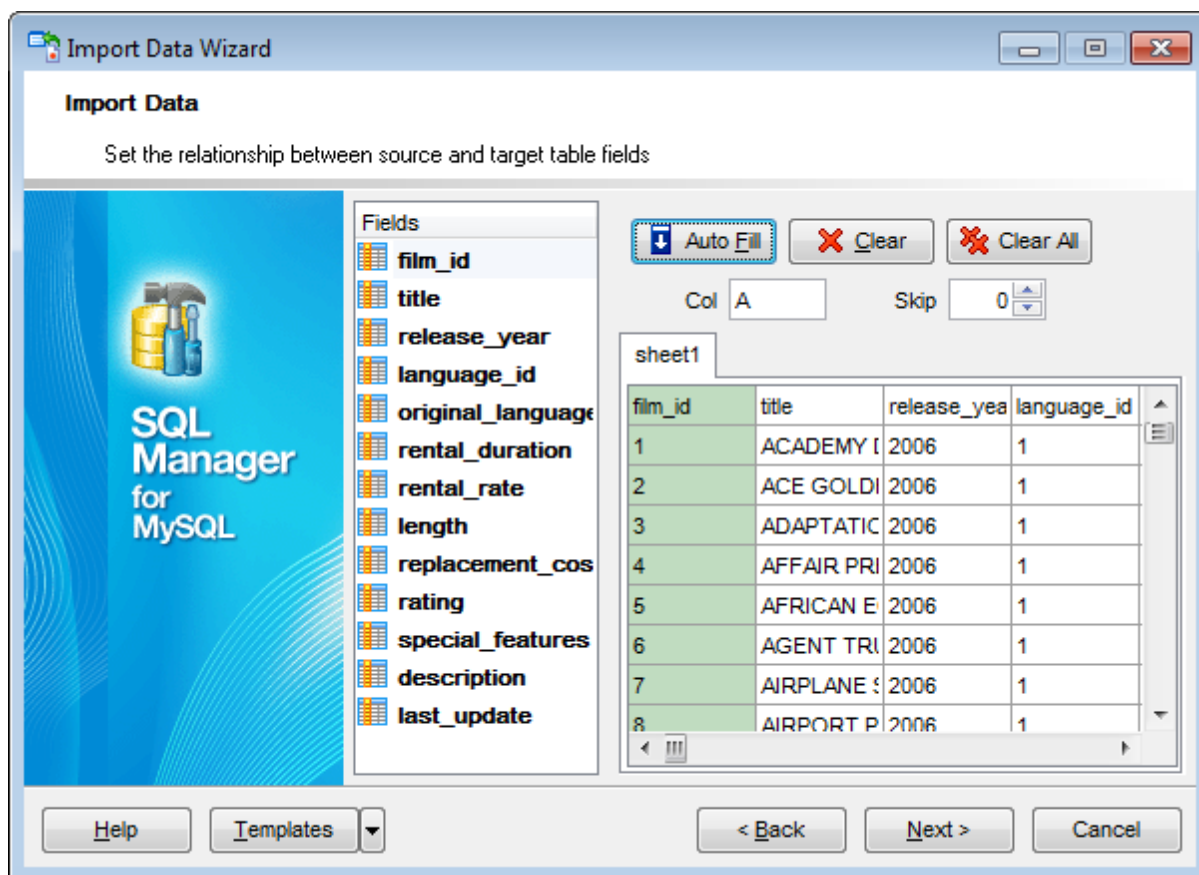 Import Data Wizard
Import Data
Set the relationship between source and target table fields
SQL
Manager
for
MySQL
Fields
film_id
title
release_year
language_id
original_language
rental_duration
rental_rate
length
replacement_cos
rating
special_features
description
last_update
Auto Fill
Clear
Clear All
Col A
Skip 0
sheet1
film_id title release_yea language_id
1 ACADEMY D 2006 1
2 ACE GOLDI 2006 1
3 ADAPTATIO 2006 1
4 AFFAIR PRI 2006 1
5 AFRICAN E 2006 1
6 AGENT TRU 2006 1
7 AIRPLANE S 2006 1
8 AIRPORT P 2006 1
Help
Templates
< Back
Next >
Cancel